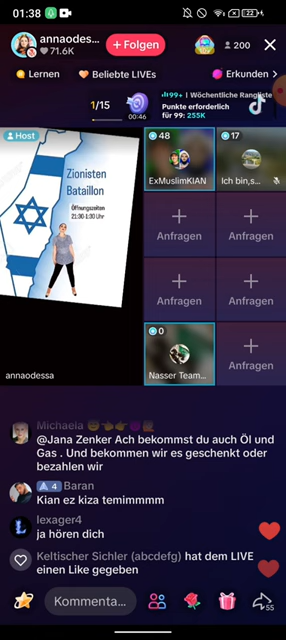 01:38
22
annaodes...
71.6K
+ Folgen
200
Lernen
Beliebte LIVEs
Erkunden >
1/15
00:46
99+ | Wöchentliche Rangliste
Punkte erforderlich
für 99: 255K
Host
Zionisten
Bataillon
Öffnungszeiten
21:30-1:30 Uhr
annaodessa
48
ExMuslimKIAN
17
Ich bin,s...
Anfragen
Anfragen
Anfragen
Anfragen
0
Nasser Team...
Anfragen
Michaela
@Jana Zenker Ach bekommst du auch Öl und
Gas . Und bekommen wir es geschenkt oder
bezahlen wir
4 Baran
Kian ez kiza temimmmm
lexager4
ja hören dich
Keltischer Sichler (abcdefg) hat dem LIVE
einen Like gegeben
Kommenta...
55